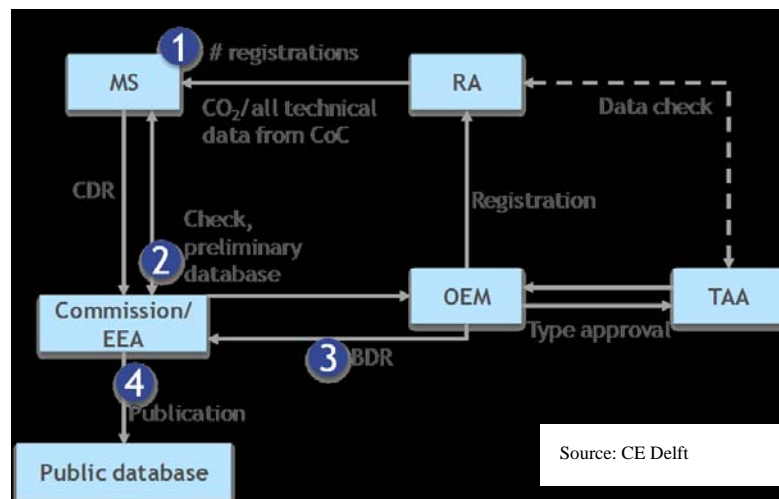 1
# registrations
MS
RA
CO2/all technical
data from CoC
Data check
CDR
Registration
Check,
preliminary
database
2
Commission/
EEA
OEM
TAA
Type approval
3
BDR
4
Publication
Public database
Source: CE Delft